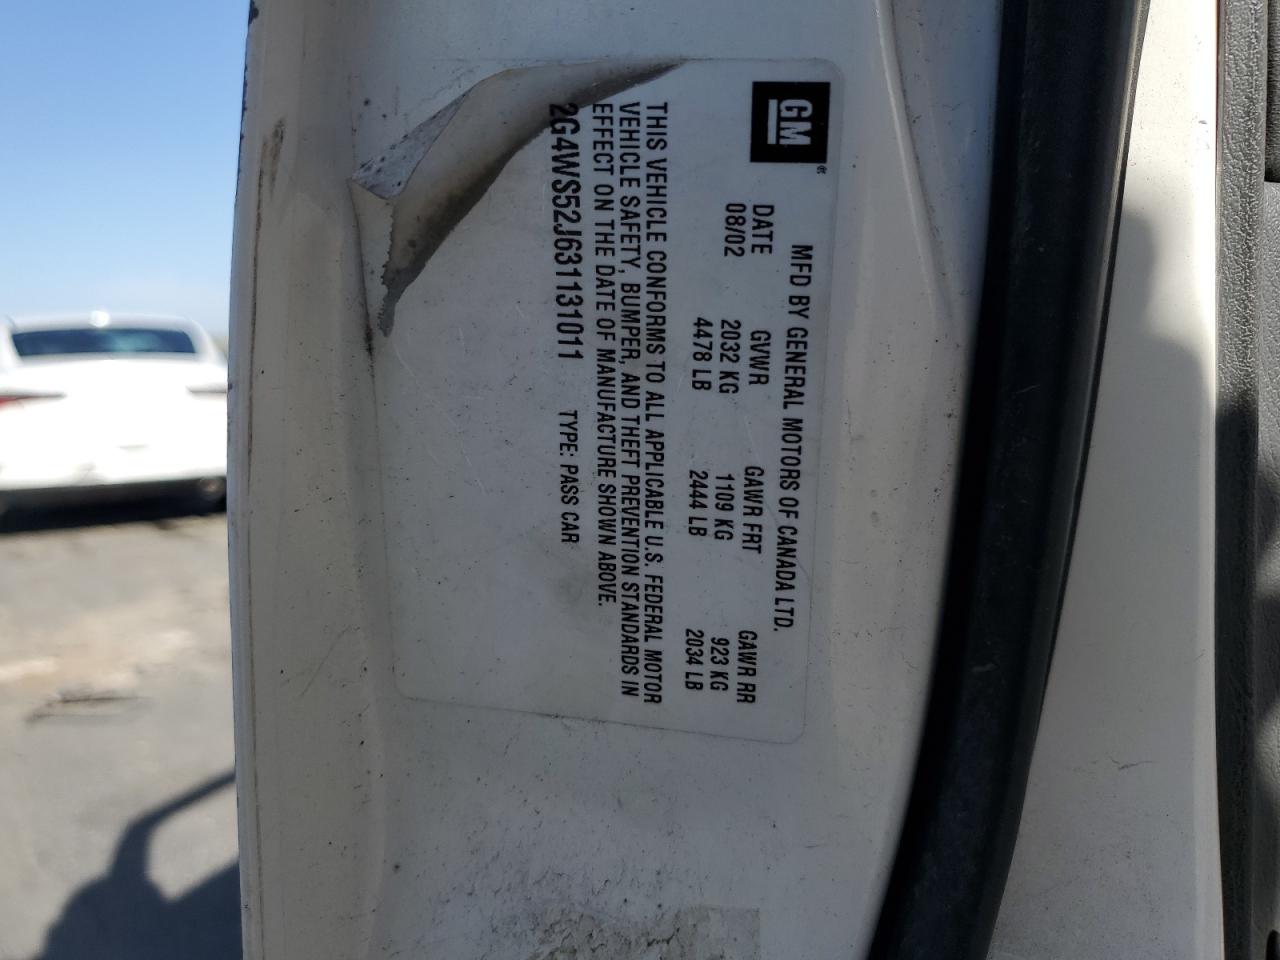 GM
MFD BY GENERAL MOTORS OF CANADA LTD.
DATE GVWR GAWR FRT GAWR RR
08/02 2032 KG 1109 KG 923 KG
4478 LB 2444 LB 2034 LB
THIS VEHICLE CONFORMS TO ALL APPLICABLE U.S. FEDERAL MOTOR
VEHICLE SAFETY, BUMPER, AND THEFT PREVENTION STANDARDS IN
EFFECT ON THE DATE OF MANUFACTURE SHOWN ABOVE.
2G4WS52J631131011 TYPE: PASS CAR